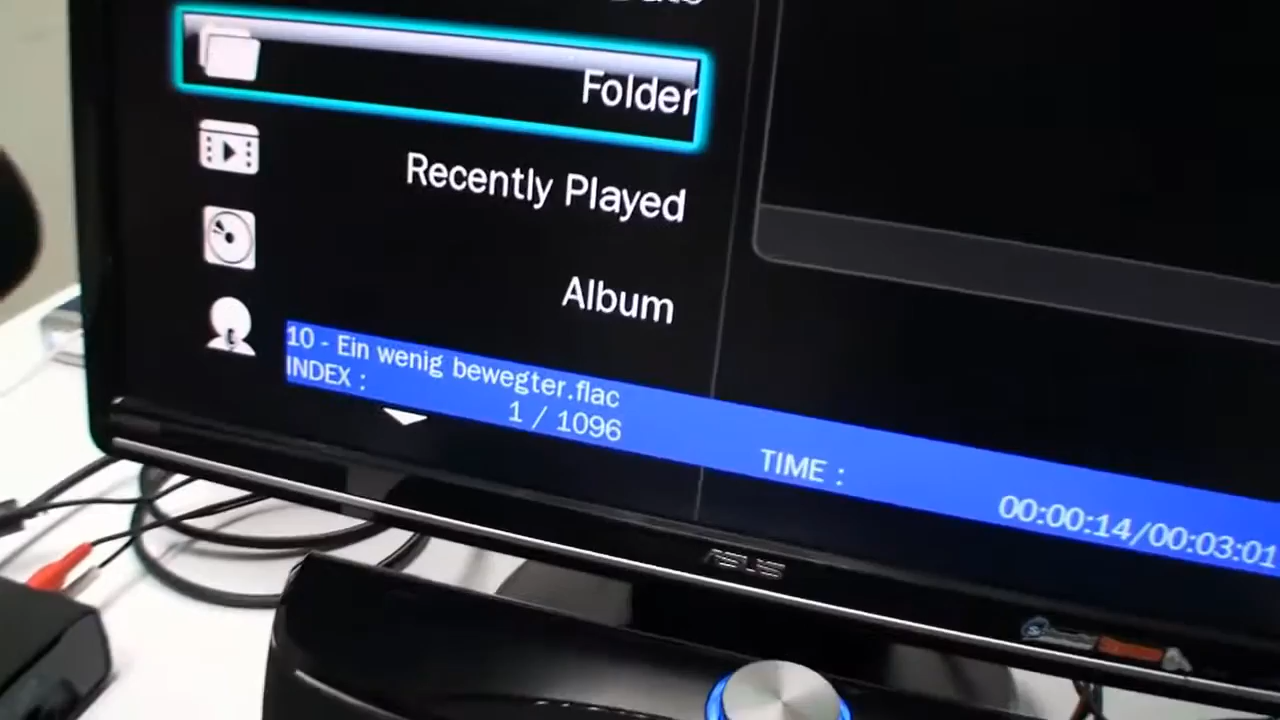 Folder
Recently Played
Album
10 - Ein wenig bewegter.flac
INDEX :
1 / 1096
TIME :
00:00:14/00:03:01
ASUS